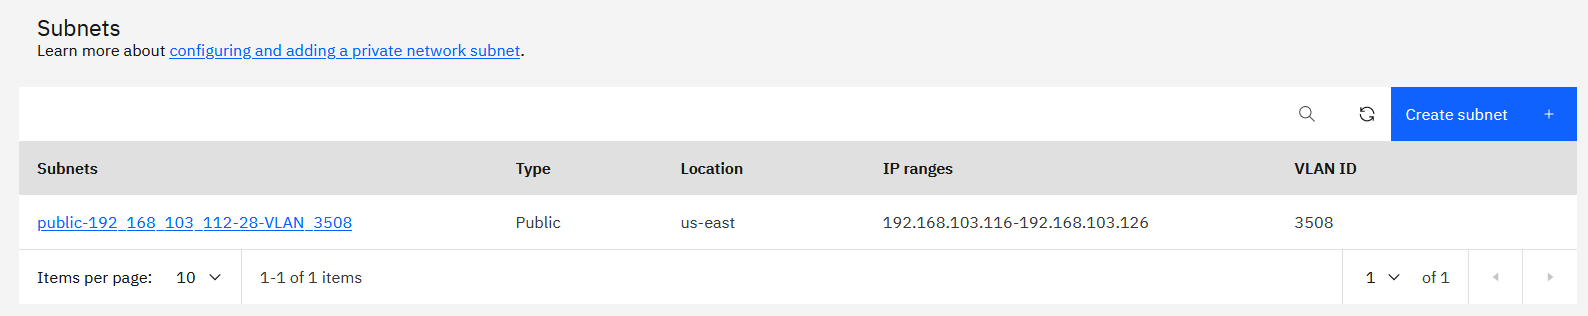 Subnets
Learn more about configuring and adding a private network subnet.
Create subnet +
Subnets Type Location IP ranges VLAN ID
public-192_168_103_112-28-VLAN_3508 Public us-east 192.168.103.116-192.168.103.126 3508
Items per page: 10 1-1 of 1 items 1 of 1